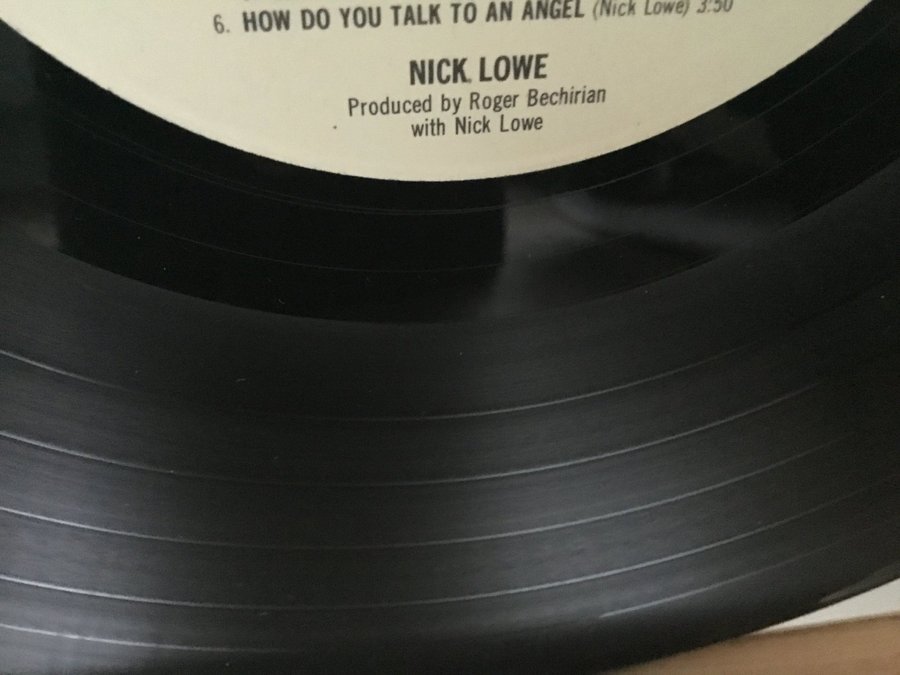 6. HOW DO YOU TALK TO AN ANGEL (Nick Lowe) 3:50
NICK LOWE
Produced by Roger Bechirian
with Nick Lowe